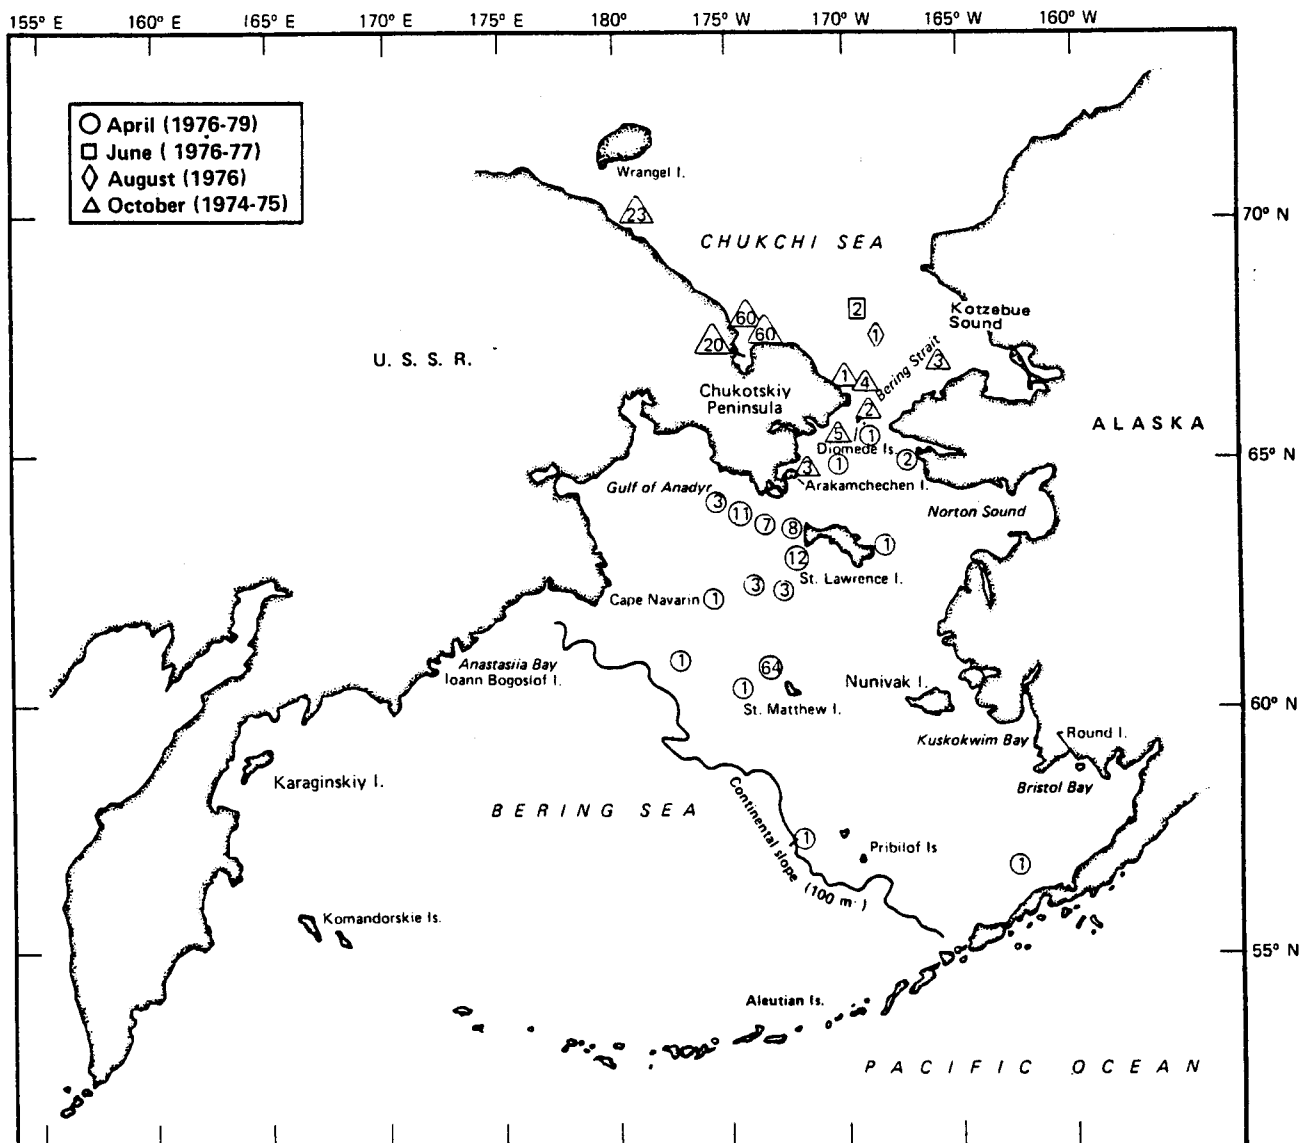 155° E 160° E 165° E 170° E 175° E 180° 175° W 170° W 165° W 160° W
April (1976-79)
June ( 1976-77)
August (1976)
October (1974-75)
Wrangel I.
23
70° N
CHUKCHI SEA
2
Kotzebue
Sound
60
60
1
20
U. S. S. R.
Bering Strait
3
1
4
Chukotskiy
Peninsula
2
ALASKA
5
1
Diomede Is.
65° N
1
2
3
Arakamchechen I.
Gulf of Anadyr
3
11
7
8
Norton Sound
1
12
St. Lawrence I.
3
3
Cape Navarin
1
1
64
Anastasiia Bay
Ioann Bogoslof I.
1
Nunivak I.
St. Matthew I.
60° N
Kuskokwim Bay
Round I.
Karaginskiy I.
Bristol Bay
BERING SEA
Continental slope (100 m.)
1
Pribilof Is
1
Komandorskie Is.
55° N
Aleutian Is.
PACIFIC OCEAN